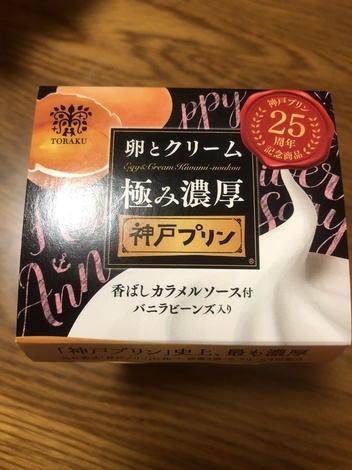 TORAKU
神戸プリン
25
周年
記念商品
卵とクリーム
Egg&Cream Kiwami-noukou
極み濃厚
神戸プリン
®
香ばしカラメルソース付
バニラビーンズ入り
Ann
「神戸プリン」史上、最も濃厚